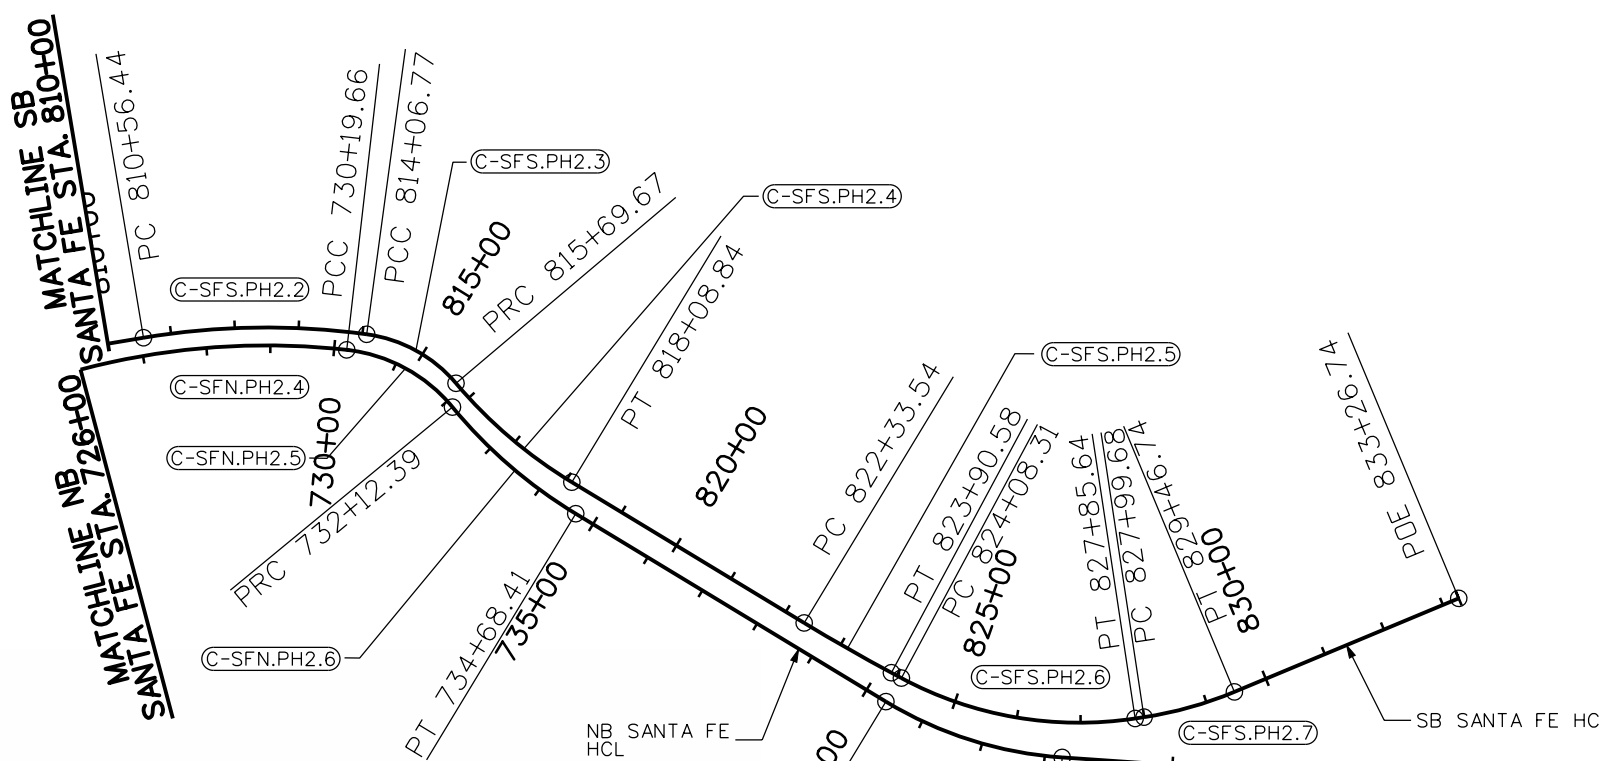 MATCHLINE SB
SANTA FE STA. 810+00
810+00
PC 810+56.44
PCC 730+19.66
PCC 814+06.77
C-SFS.PH2.3
815+00
PRC 815+69.67
C-SFS.PH2.4
PT 818+08.84
C-SFS.PH2.2
C-SFN.PH2.4
C-SFN.PH2.5
730+00
PRC 732+12.39
MATCHLINE NB
SANTA FE STA. 726+00
C-SFN.PH2.6
PT 734+68.41
735+00
820+00
PC 822+33.54
C-SFS.PH2.5
PT 823+90.58
PC 824+08.31
825+00
C-SFS.PH2.6
PT 827+85.64
PC 827+99.68
PT 829+46.74
830+00
POE 833+26.74
NB SANTA FE
HCL
00
C-SFS.PH2.7
SB SANTA FE HC